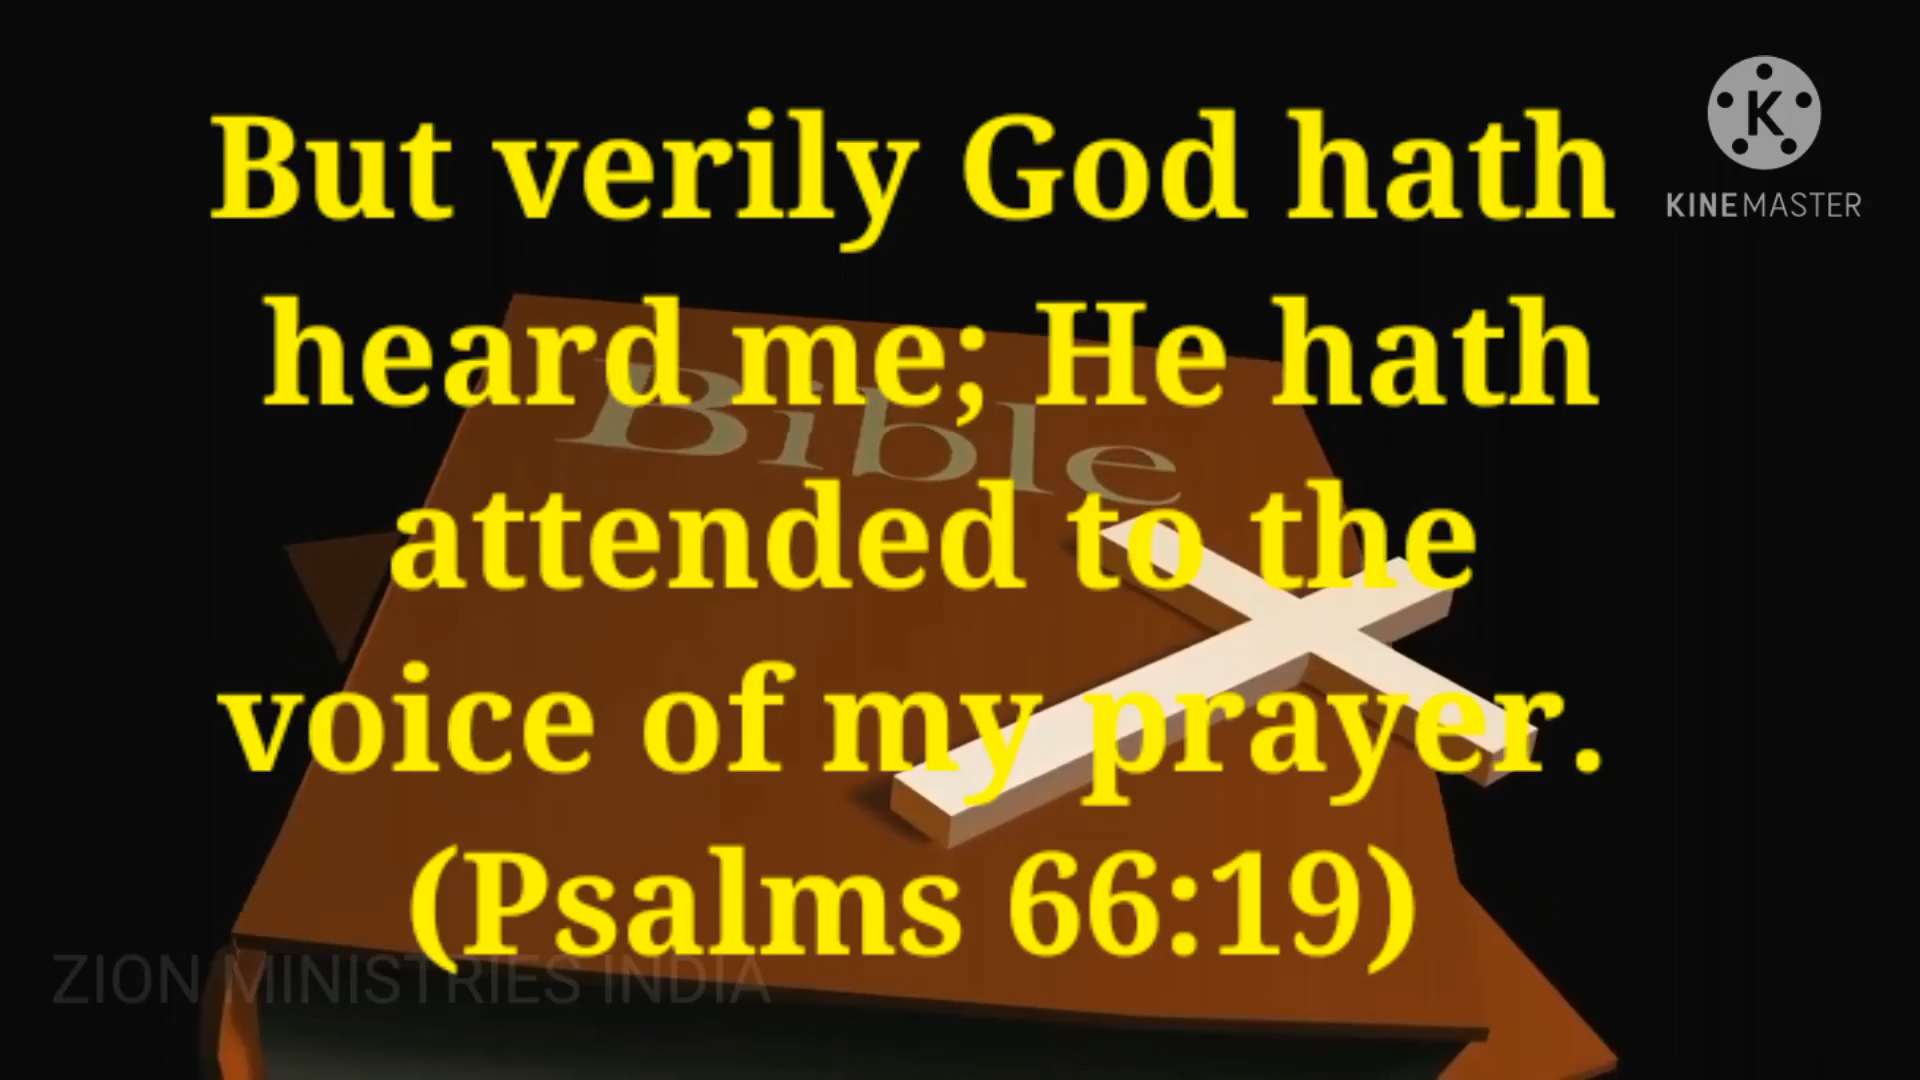 But verily God hath
heard me; He hath
attended to the
voice of my prayer.
(Psalms 66:19)
Bible
K
KINEMASTER
ZION MINISTRIES INDIA